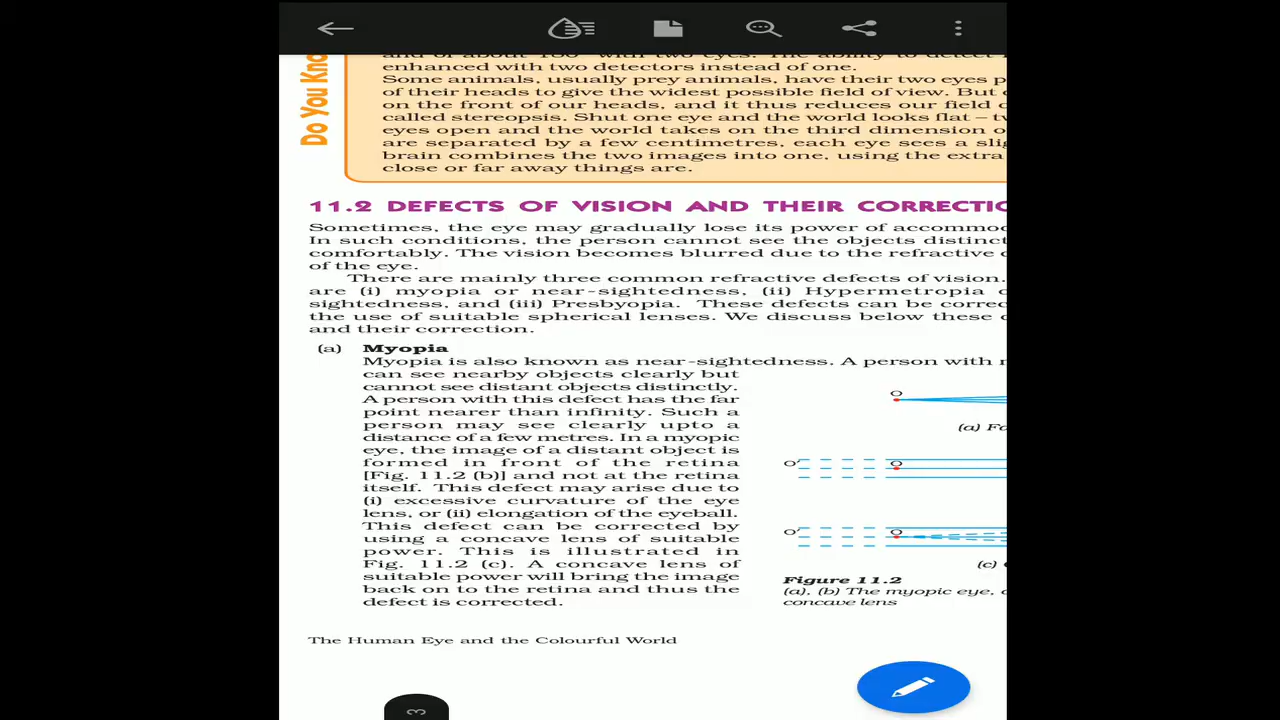 enhanced with two detectors instead of one.
Do You Kno
Some animals, usually prey animals, have their two eyes p
of their heads to give the widest possible field of view. But
on the front of our heads, and it thus reduces our field o
called stereopsis. Shut one eye and the world looks flat – tw
eyes open and the world takes on the third dimension o
are separated by a few centimetres, each eye sees a slig
brain combines the two images into one, using the extra
close or far away things are.
11.2 DEFECTS OF VISION AND THEIR CORRECTIO
Sometimes, the eye may gradually lose its power of accommod
In such conditions, the person cannot see the objects distinct
comfortably. The vision becomes blurred due to the refractive
of the eye.
There are mainly three common refractive defects of vision.
are (i) myopia or near-sightedness, (ii) Hypermetropia
sightedness, and (iii) Presbyopia. These defects can be correc
the use of suitable spherical lenses. We discuss below these
and their correction.
(a) Myopia
Myopia is also known as near-sightedness. A person with
can see nearby objects clearly but
cannot see distant objects distinctly.
A person with this defect has the far
point nearer than infinity. Such a
person may see clearly upto a
distance of a few metres. In a myopic
eye, the image of a distant object is
formed in front of the retina
[Fig. 11.2 (b)] and not at the retina
itself. This defect may arise due to
(i) excessive curvature of the eye
lens, or (ii) elongation of the eyeball.
This defect can be corrected by
using a concave lens of suitable
power. This is illustrated in
Fig. 11.2 (c). A concave lens of
suitable power will bring the image
back on to the retina and thus the
defect is corrected.
O
(a) Fa
O' O
O' O
(c)
Figure 11.2
(a), (b) The myopic eye,
concave lens
The Human Eye and the Colourful World
3